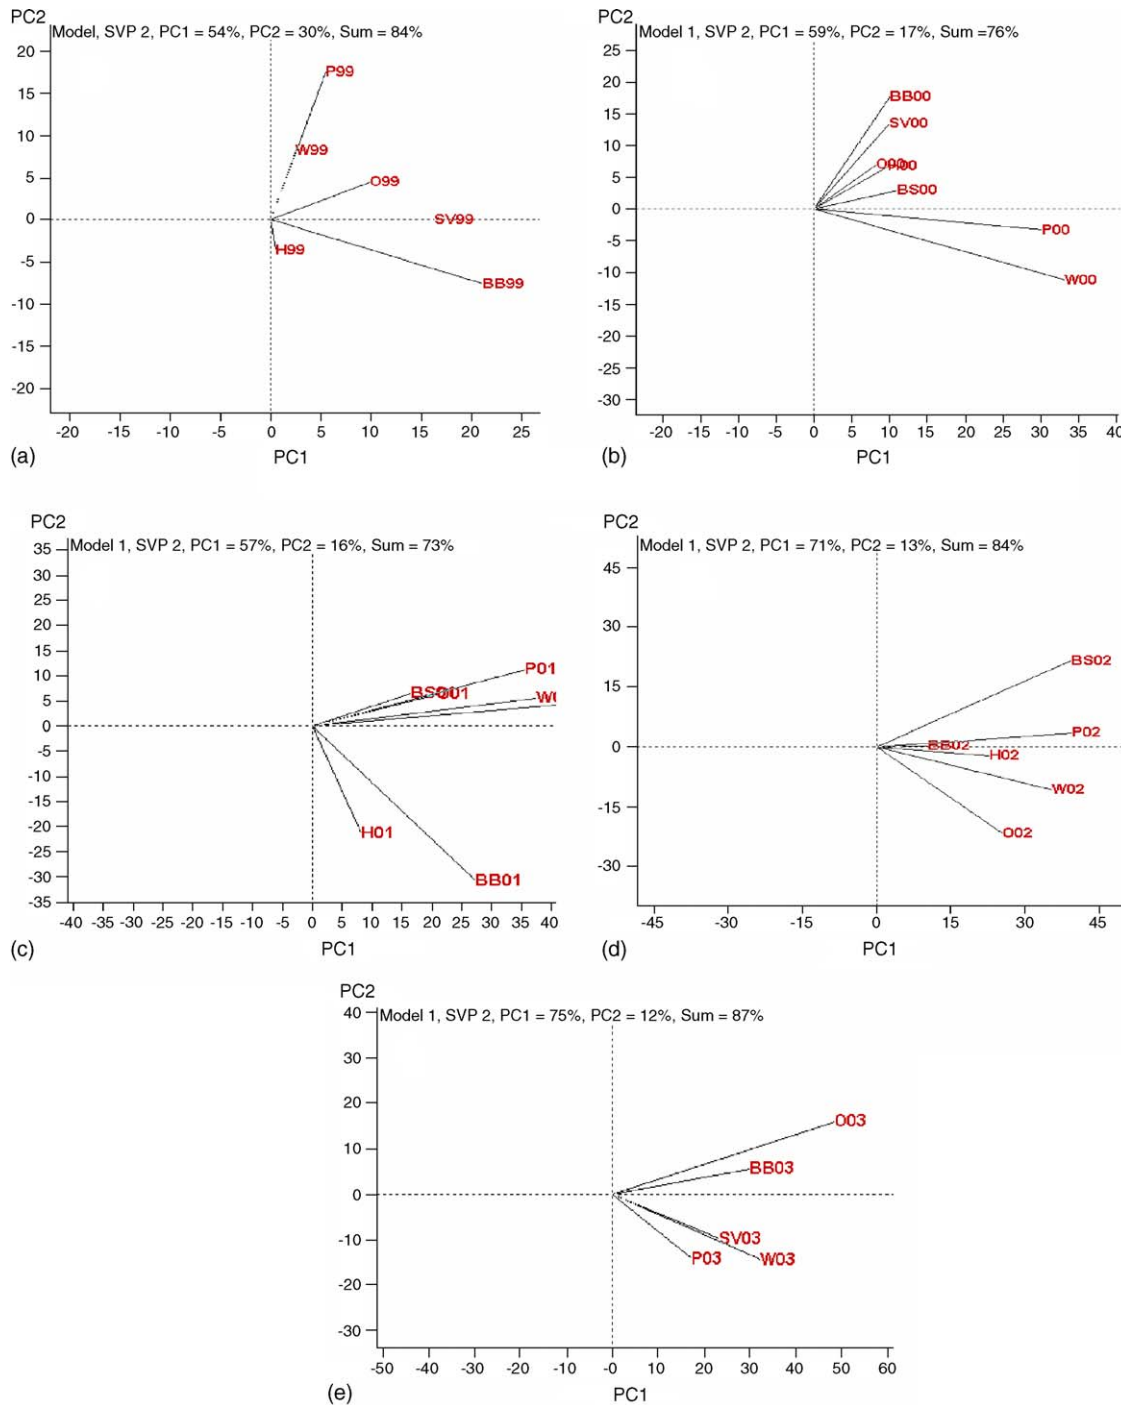 PC2
Model, SVP 2, PC1 = 54%, PC2 = 30%, Sum = 84%
20
15
10
5
0
-5
-10
-15
-20
P99
W99
O99
SV99
H99
BB99
-20 -15 -10 -5 0 5 10 15 20 25
(a) PC1
PC2
Model 1, SVP 2, PC1 = 59%, PC2 = 17%, Sum =76%
25
20
15
10
5
0
-5
-10
-15
-20
-25
-30
BB00
SV00
O00
H00
BS00
P00
W00
-20 -15 -10 -5 0 5 10 15 20 25 30 35 40
(b) PC1
PC2
Model 1, SVP 2, PC1 = 57%, PC2 = 16%, Sum = 73%
35
30
25
20
15
10
5
0
-5
-10
-15
-20
-25
-30
-35
P01
O01
H01
BB01
-40 -35 -30 -25 -20 -15 -10 -5 0 5 10 15 20 25 30 35 40
(c) PC1
PC2
Model 1, SVP 2, PC1 = 71%, PC2 = 13%, Sum = 84%
45
30
15
0
-15
-30
BS02
P02
BB02
H02
W02
O02
-45 -30 -15 0 15 30 45
(d) PC1
PC2
Model 1, SVP 2, PC1 = 75%, PC2 = 12%, Sum = 87%
40
30
20
10
0
-10
-20
-30
O03
BB03
SV03
P03 W03
-50 -40 -30 -20 -10 -0 10 20 30 40 50 60
(e) PC1